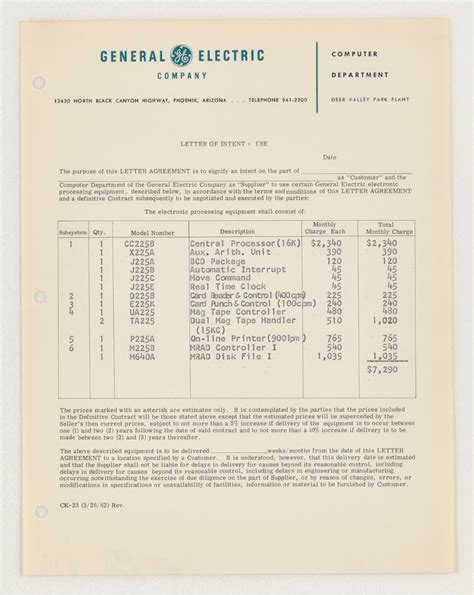 GENERAL GE ELECTRIC
COMPANY
COMPUTER
DEPARTMENT
13430 NORTH BLACK CANYON HIGHWAY, PHOENIX, ARIZONA . . . TELEPHONE 941-2900
DEER VALLEY PARK PLANT
LETTER OF INTENT - USE
Date
The purpose of this LETTER AGREEMENT is to signify an intent on the part of
as "Customer" and the
Computer Department of the General Electric Company as "Supplier" to use certain General Electric electronic
processing equipment, described below, in accordance with the terms and conditions of this LETTER AGREEMENT
and a definitive Contract subsequently to be negotiated and executed by the parties:
The electronic processing equipment shall consist of:
Subsystem Qty. Model Number Description Monthly Charge Each Total Monthly Charge
1 1 CC225B Central Processor(16K) $2,340 $2,340
1 X225A Aux. Arith. Unit 390 390
1 J225A BCD Package 120 120
1 J225B Automatic Interrupt 45 45
1 J225C Move Command 45 45
1 J225E Real Time Clock 45 45
2 1 D225B Card Reader & Control (400cpm) 225 225
3 1 E225K Card Punch & Control (100cpm) 240 240
4 1 UA225 Mag Tape Controller 480 480
2 TA225 Dual Mag Tape Handler 510 1,020
(15KC)
5 1 P225A On-line Printer(900lpm) 765 765
6 1 M225B MRAD Controller I 540 540
1 M640A MRAD Disk File I 1,035 1,035
$7,290
The prices marked with an asterisk are estimates only. It is contemplated by the parties that the prices included
in the Definitive Contract will be those stated above except that the estimated prices will be superceded by the
Seller's then current prices, subject to not more than a 5% increase if delivery of the equipment is to occur between
one (1) and two (2) years following the date of said contract and to not more than a 10% increase if delivery is to be
made between two (2) and (3) years thereafter.
The above described equipment is to be delivered weeks/months from the date of this LETTER
AGREEMENT to a location specified by a Customer. It is understood, however, that this delivery date is estimated
and that the Supplier shall not be liable for delays in delivery for causes beyond its reasonable control, including
delays in delivery for causes beyond its reasonable control, including delays in engineering or manufacturing
occuring notwithstanding the exercise of due diligence on the part of Supplier, or by reason of changes, errors, or
modifications in specifications or unavailability of facilities, information or material to be furnished by Customer.
CK-23 (3/26/62) Rev.